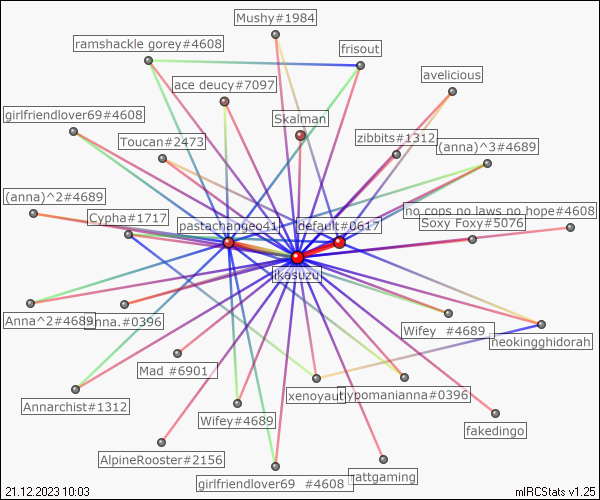 Mushy#1984
ramshackle gorey#4608
frisout
avelicious
ace deucy#7097
girlfriendlover69#4608
Skalman
Toucan#2473
zibbits#1312
(anna)^3#4689
(anna)^2#4689
Cypha#1717
pastachangeo41
default#0617
no cops no laws no hope#4608
Soxy Foxy#5076
ikasuzu
Anna^2#4689
anna.#0396
Wifey #4689
neokingghidorah
Mad #6901
xenoyaut
hypomanianna#0396
Annarchist#1312
Wifey#4689
fakedingo
AlpineRooster#2156
girlfriendlover69 #4608
rattgaming
21.12.2023 10:03
mIRCStats v1.25